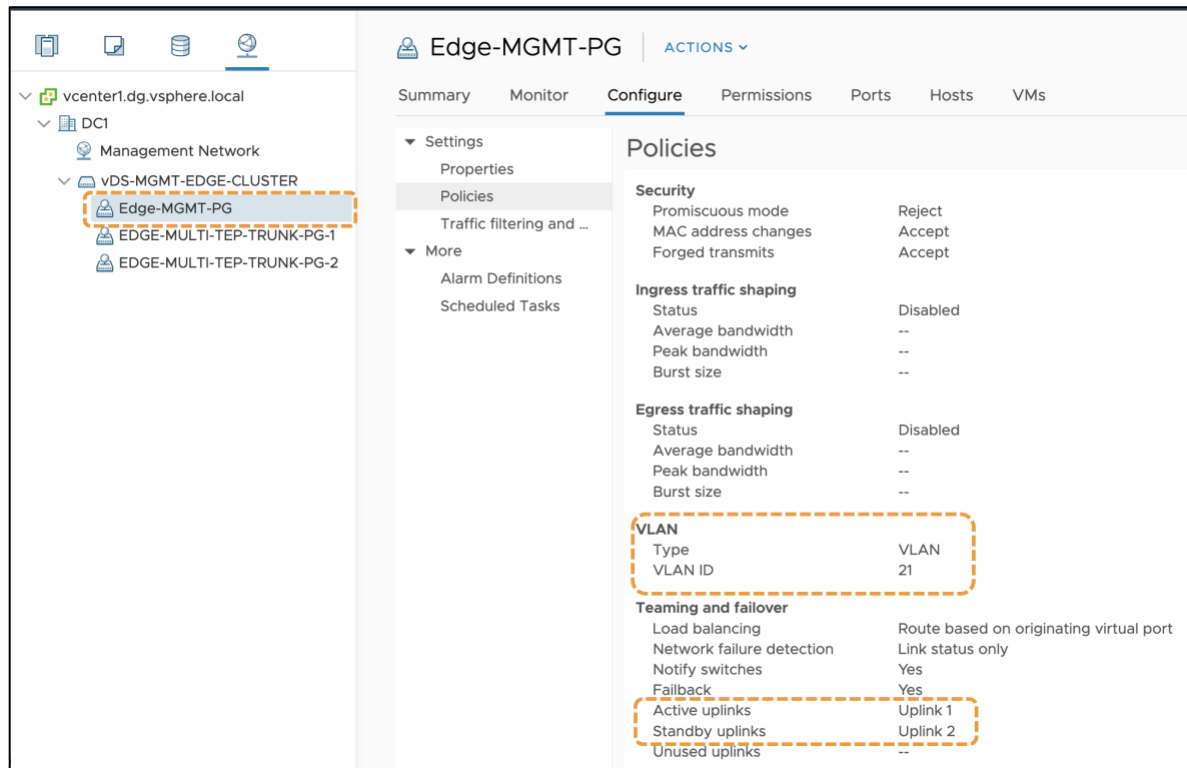 Edge-MGMT-PG ACTIONS
vcenter1.dg.vsphere.local
DC1
Management Network
vDS-MGMT-EDGE-CLUSTER
Edge-MGMT-PG
EDGE-MULTI-TEP-TRUNK-PG-1
EDGE-MULTI-TEP-TRUNK-PG-2
Summary Monitor Configure Permissions Ports Hosts VMs
Settings
Properties
Policies
Traffic filtering and ...
More
Alarm Definitions
Scheduled Tasks
Policies
Security
Promiscuous mode Reject
MAC address changes Accept
Forged transmits Accept
Ingress traffic shaping
Status Disabled
Average bandwidth --
Peak bandwidth --
Burst size --
Egress traffic shaping
Status Disabled
Average bandwidth --
Peak bandwidth --
Burst size --
VLAN
Type VLAN
VLAN ID 21
Teaming and failover
Load balancing Route based on originating virtual port
Network failure detection Link status only
Notify switches Yes
Failback Yes
Active uplinks Uplink 1
Standby uplinks Uplink 2
Unused uplinks --